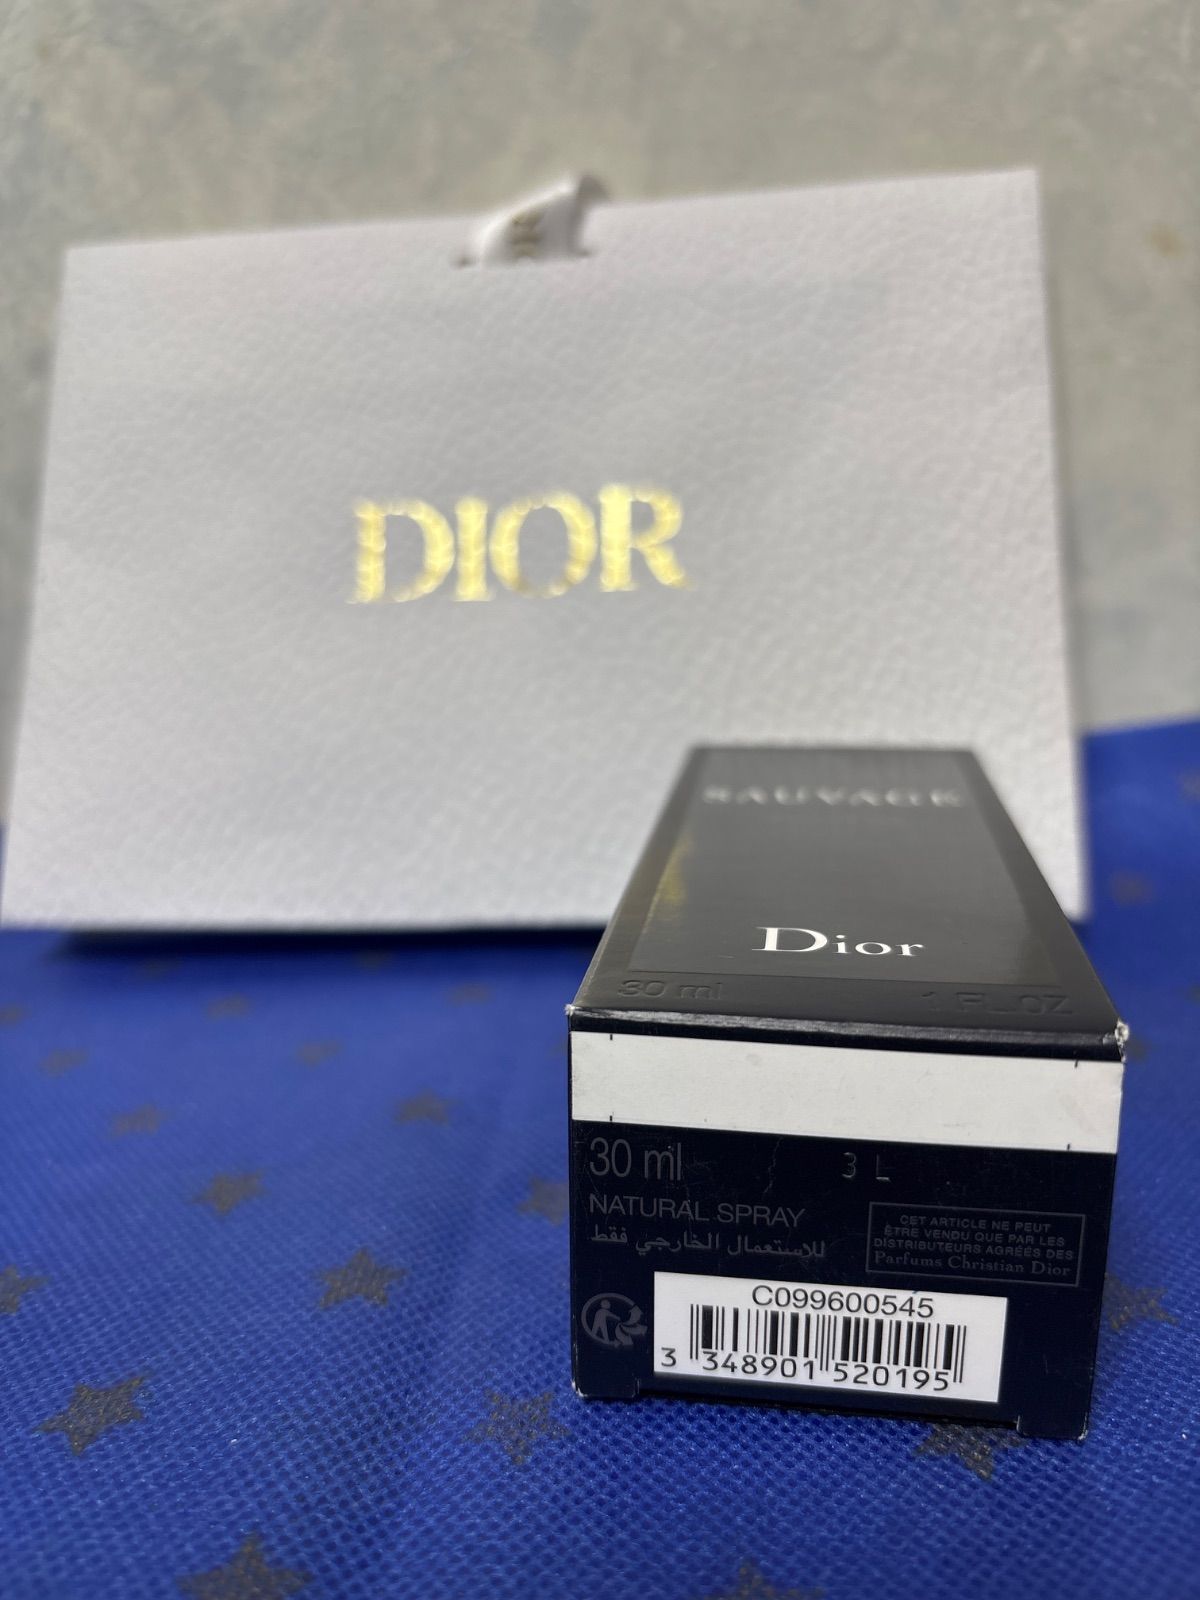 DIOR
SAUVAGE
Dior
30 ml 1 FL.OZ
30 ml
3 L
NATURAL SPRAY
للاستعمال الخارجي فقط
CET ARTICLE NE PEUT
ÊTRE VENDU QUE PAR LES
DISTRIBUTEURS AGRÉÉS DES
Parfums Christian Dior
C099600545
3 348901 520195